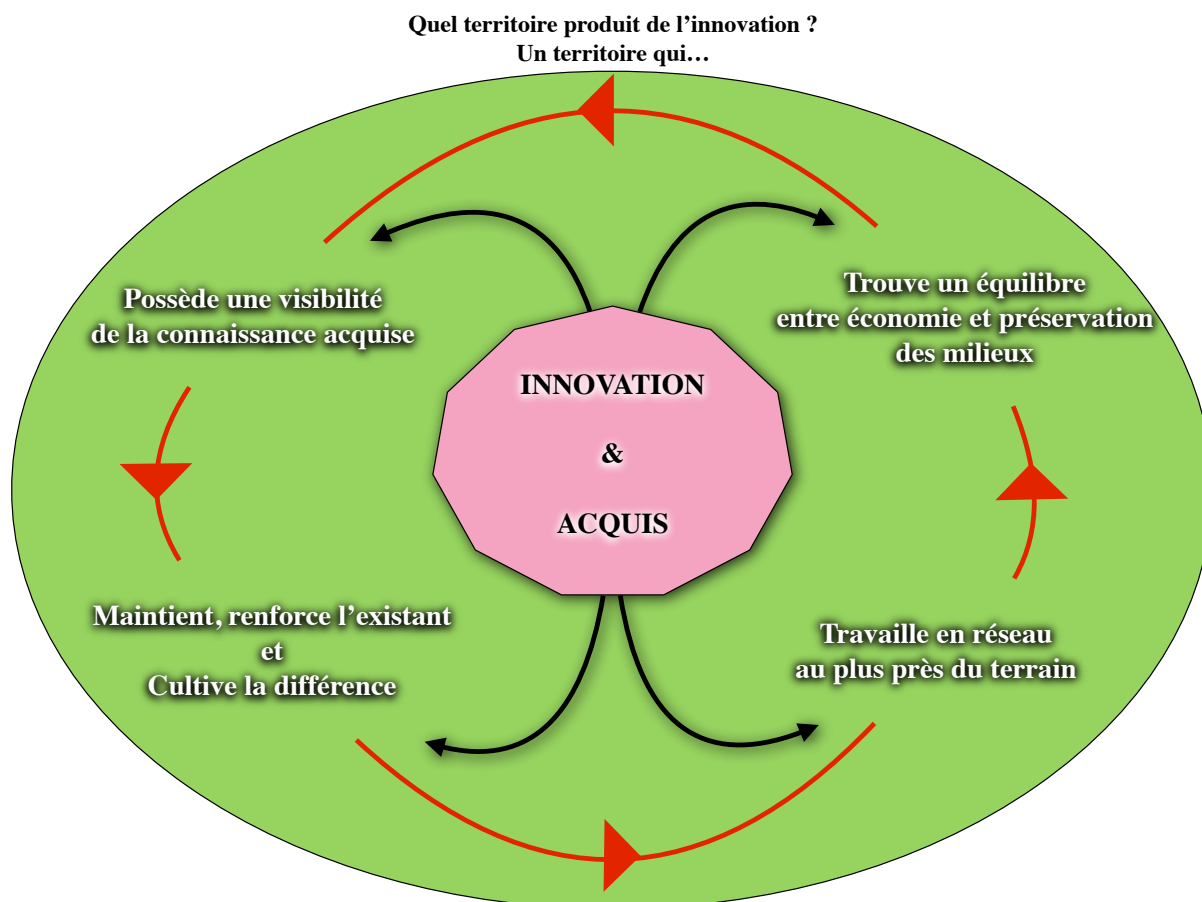 Quel territoire produit de l’innovation ?
Un territoire qui…
Possède une visibilité
de la connaissance acquise
Trouve un équilibre
entre économie et préservation
des milieux
INNOVATION
&
ACQUIS
Maintient, renforce l’existant
et
Cultive la différence
Travaille en réseau
au plus près du terrain